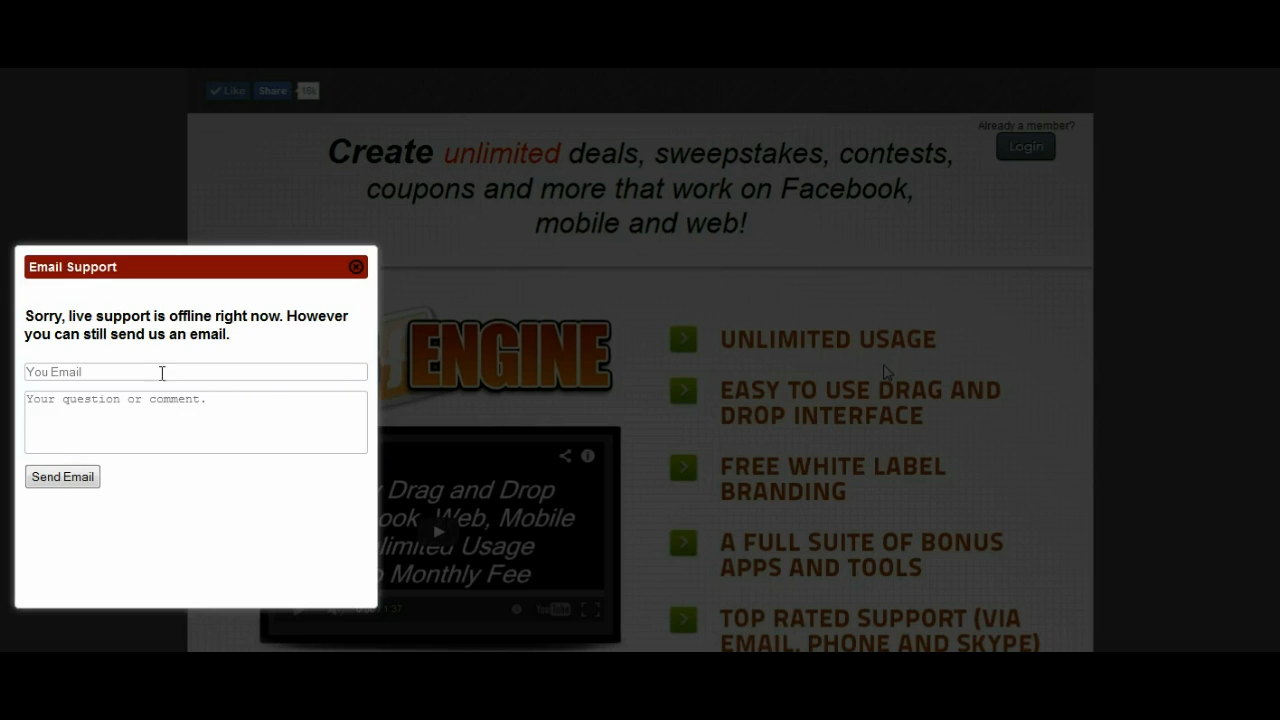 Like Share 15k
Already a member?
Login
Create unlimited deals, sweepstakes, contests,
coupons and more that work on Facebook,
mobile and web!
Email Support
Sorry, live support is offline right now. However
you can still send us an email.
You Email
Your question or comment.
Send Email
ENGINE
Drag and Drop
Web, Mobile
Usage
Monthly Fee
1:37
YouTube
UNLIMITED USAGE
EASY TO USE DRAG AND
DROP INTERFACE
FREE WHITE LABEL
BRANDING
A FULL SUITE OF BONUS
APPS AND TOOLS
TOP RATED SUPPORT (VIA
EMAIL, PHONE AND SKYPE)